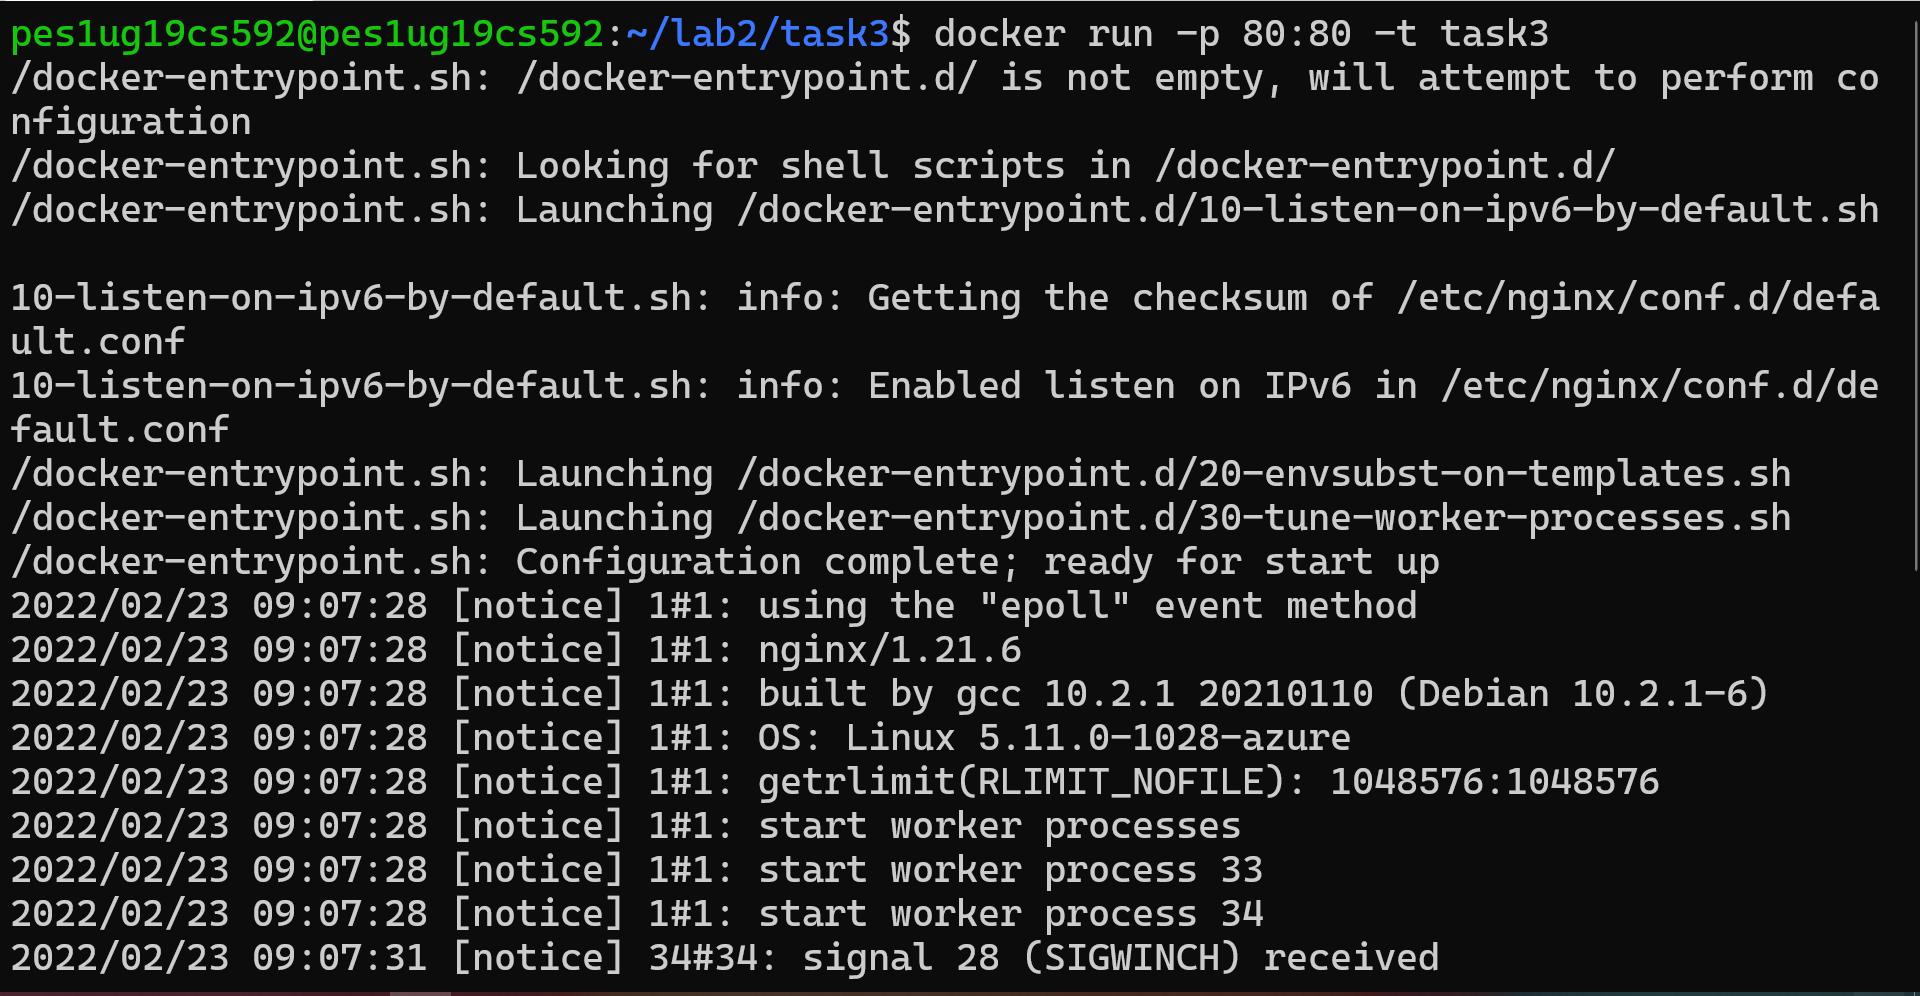 pes1ug19cs592@pes1ug19cs592:~/lab2/task3$ docker run -p 80:80 -t task3
/docker-entrypoint.sh: /docker-entrypoint.d/ is not empty, will attempt to perform co
nfiguration
/docker-entrypoint.sh: Looking for shell scripts in /docker-entrypoint.d/
/docker-entrypoint.sh: Launching /docker-entrypoint.d/10-listen-on-ipv6-by-default.sh
10-listen-on-ipv6-by-default.sh: info: Getting the checksum of /etc/nginx/conf.d/defa
ult.conf
10-listen-on-ipv6-by-default.sh: info: Enabled listen on IPv6 in /etc/nginx/conf.d/de
fault.conf
/docker-entrypoint.sh: Launching /docker-entrypoint.d/20-envsubst-on-templates.sh
/docker-entrypoint.sh: Launching /docker-entrypoint.d/30-tune-worker-processes.sh
/docker-entrypoint.sh: Configuration complete; ready for start up
2022/02/23 09:07:28 [notice] 1#1: using the "epoll" event method
2022/02/23 09:07:28 [notice] 1#1: nginx/1.21.6
2022/02/23 09:07:28 [notice] 1#1: built by gcc 10.2.1 20210110 (Debian 10.2.1-6)
2022/02/23 09:07:28 [notice] 1#1: OS: Linux 5.11.0-1028-azure
2022/02/23 09:07:28 [notice] 1#1: getrlimit(RLIMIT_NOFILE): 1048576:1048576
2022/02/23 09:07:28 [notice] 1#1: start worker processes
2022/02/23 09:07:28 [notice] 1#1: start worker process 33
2022/02/23 09:07:28 [notice] 1#1: start worker process 34
2022/02/23 09:07:31 [notice] 34#34: signal 28 (SIGWINCH) received